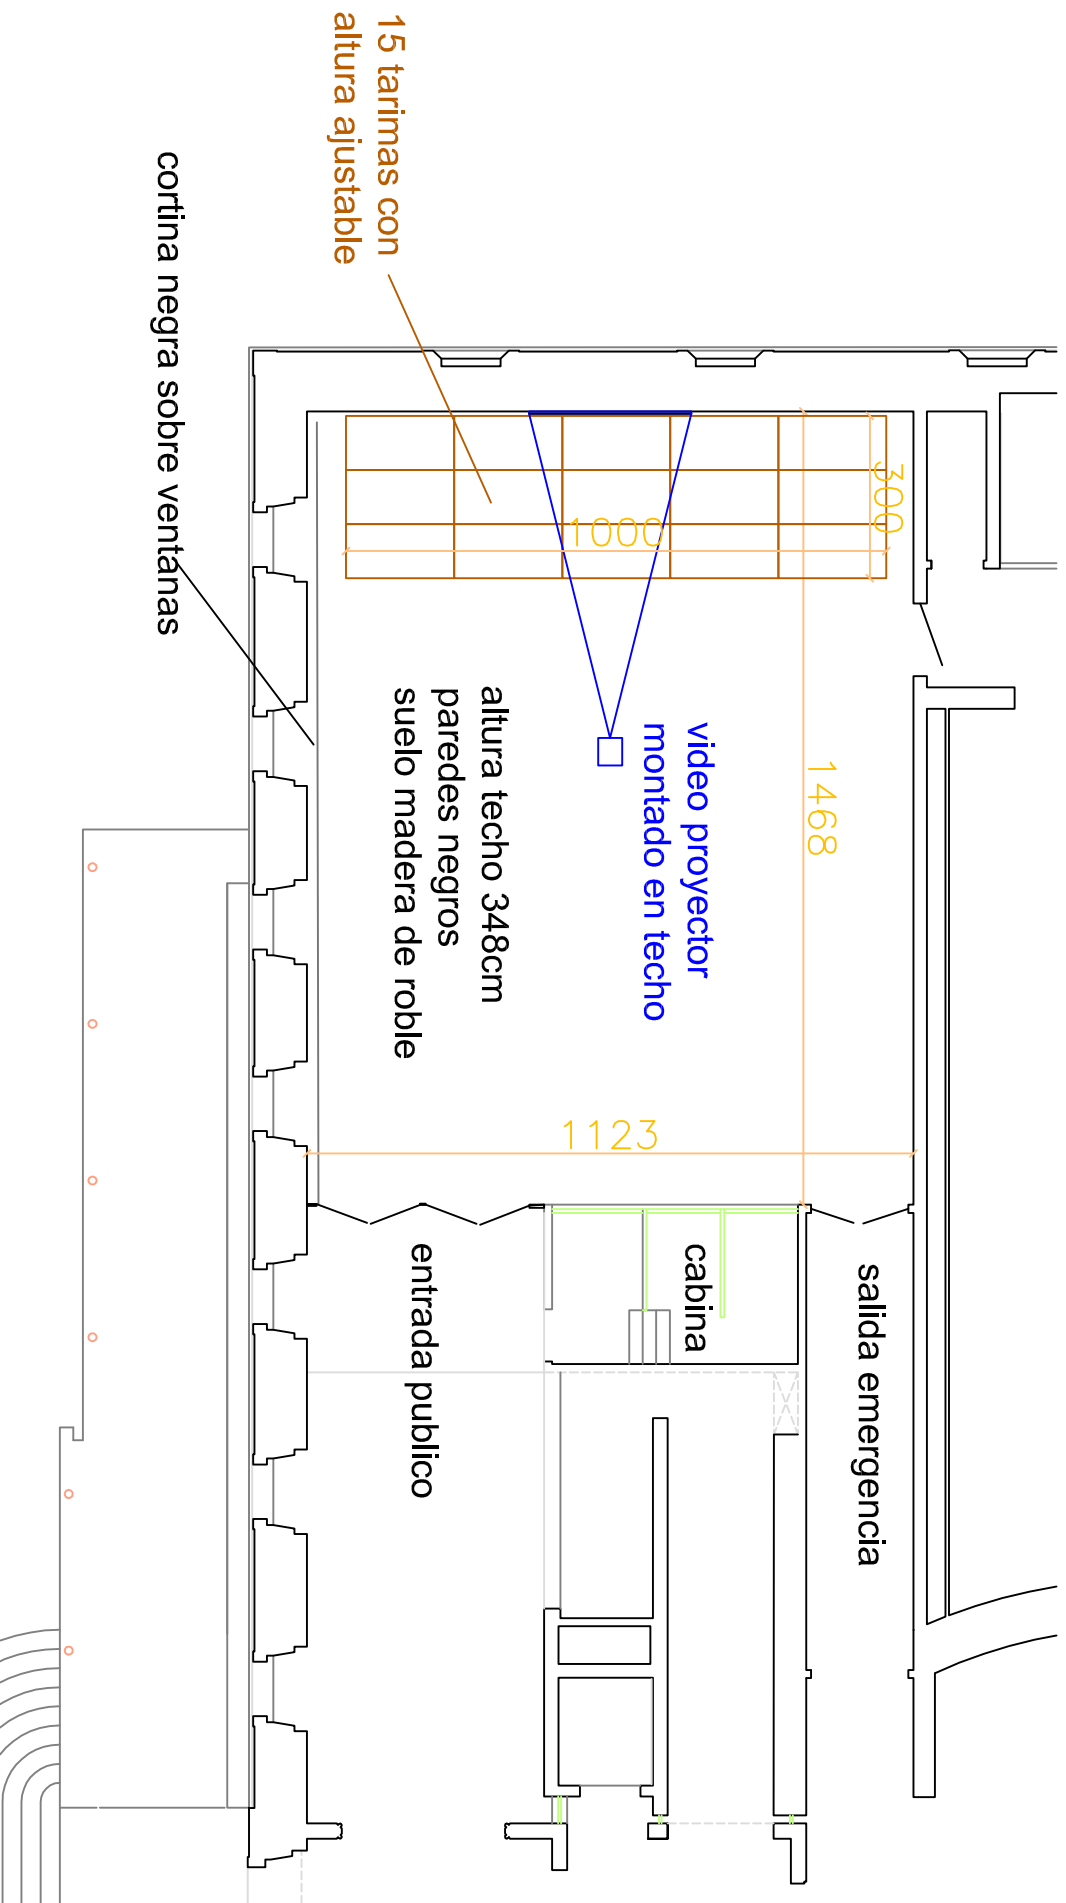 15 tarimas con
altura ajustable
cortina negra sobre ventanas
300
1000
video proyector
montado en techo
altura techo 348cm
paredes negros
suelo madera de roble
1468
1123
salida emergencia
cabina
entrada publico